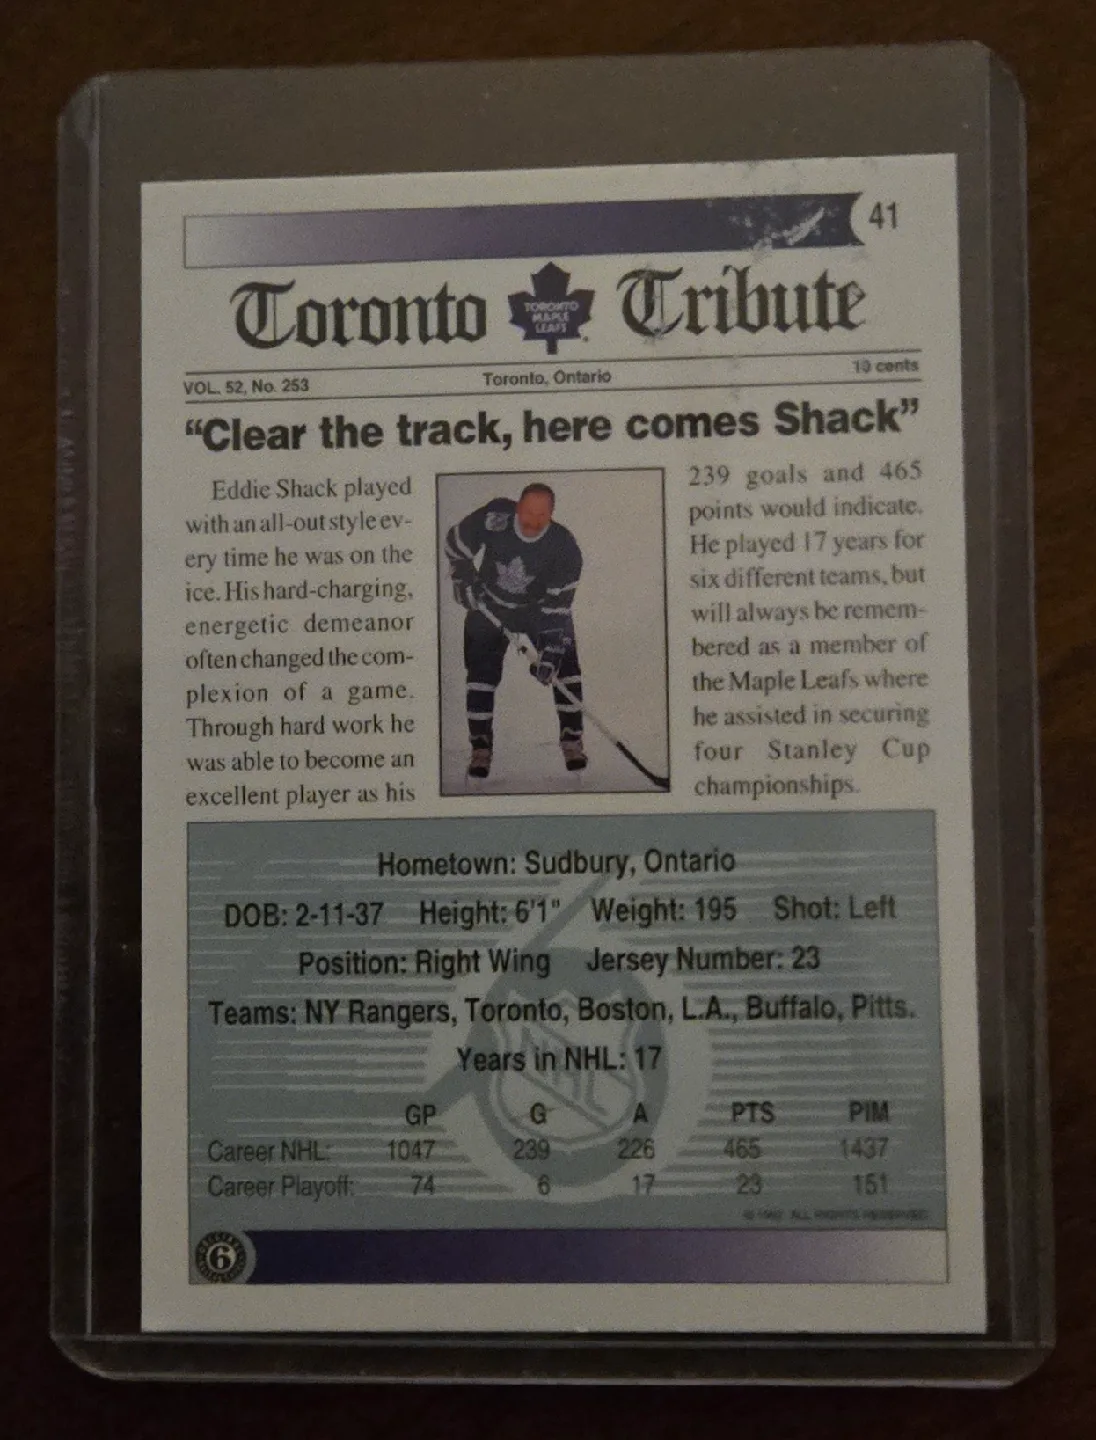 41
Toronto Tribute
TORONTO
MAPLE
LEAFS
VOL. 52, No. 253 Toronto, Ontario 10 cents
"Clear the track, here comes Shack"
Eddie Shack played
with an all-out style ev-
ery time he was on the
ice. His hard-charging,
energetic demeanor
often changed the com-
plexion of a game.
Through hard work he
was able to become an
excellent player as his
239 goals and 465
points would indicate.
He played 17 years for
six different teams, but
will always be remem-
bered as a member of
the Maple Leafs where
he assisted in securing
four Stanley Cup
championships.
Hometown: Sudbury, Ontario
DOB: 2-11-37 Height: 6'1" Weight: 195 Shot: Left
Position: Right Wing Jersey Number: 23
Teams: NY Rangers, Toronto, Boston, L.A., Buffalo, Pitts.
Years in NHL: 17
GP G A PTS PIM
Career NHL: 1047 239 226 465 1437
Career Playoff: 74 6 17 23 151
© 1992 ALL RIGHTS RESERVED
6